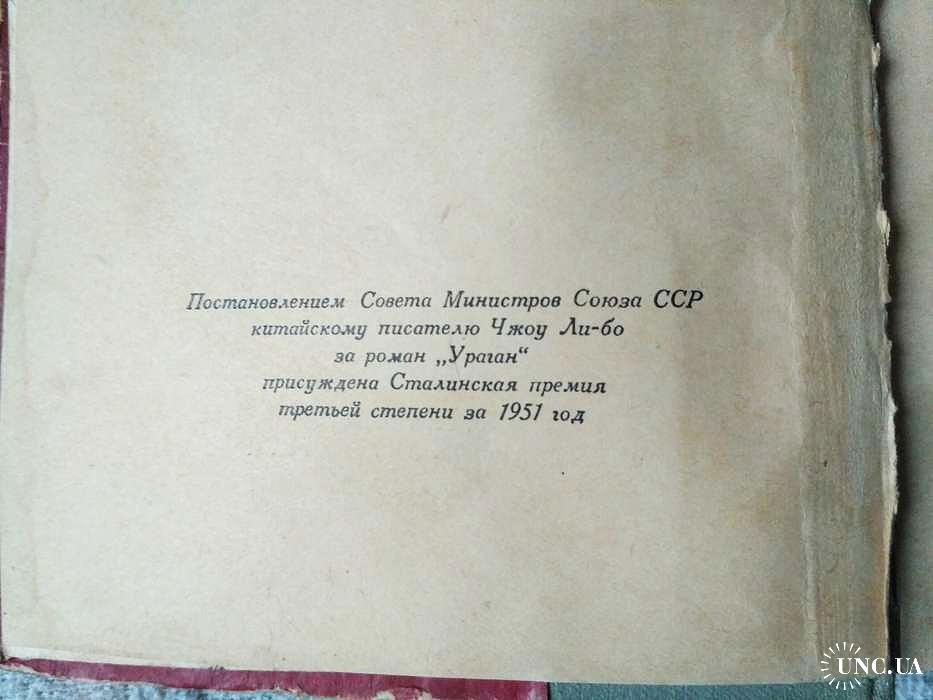 Постановлением Совета Министров Союза ССР
китайскому писателю Чжоу Ли-бо
за роман „Ураган“
присуждена Сталинская премия
третьей степени за 1951 год
UNC.UA